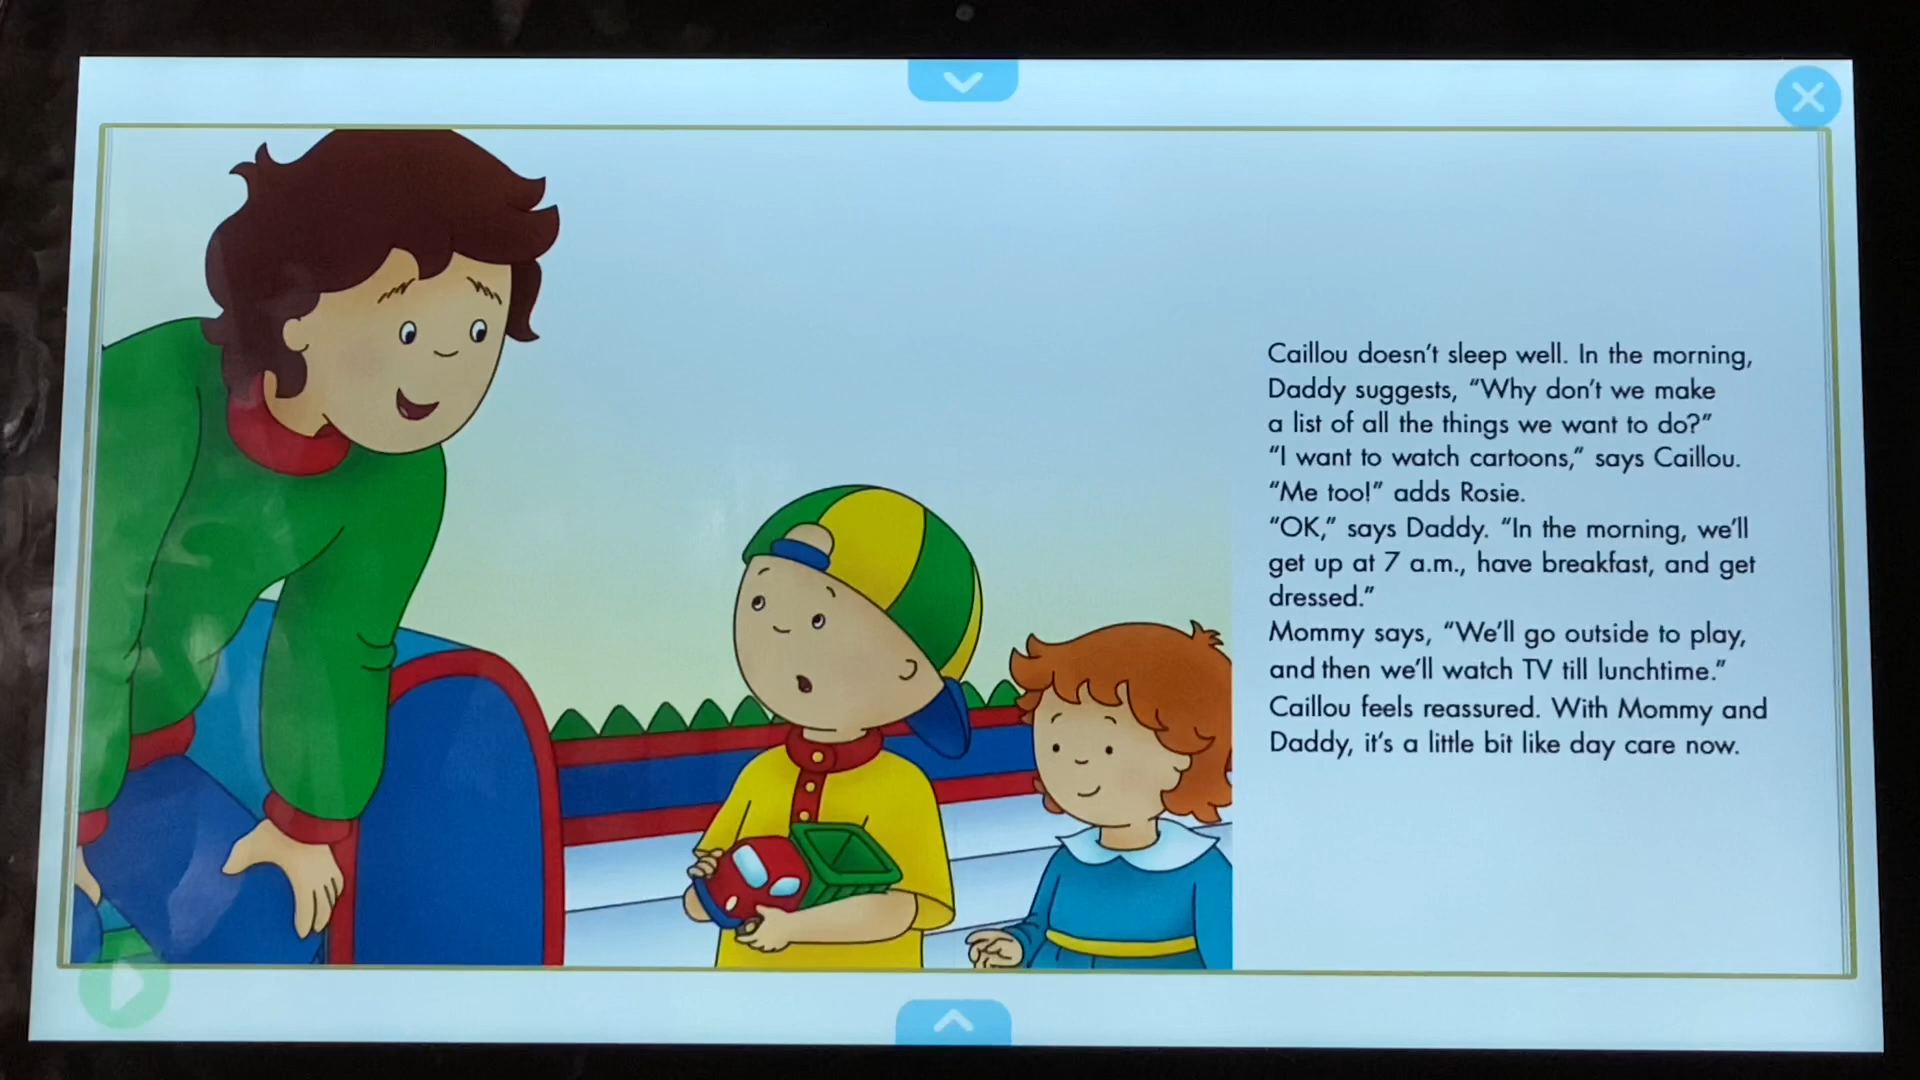 Caillou doesn't sleep well. In the morning,
Daddy suggests, “Why don't we make
a list of all the things we want to do?”
“I want to watch cartoons,” says Caillou.
“Me too!” adds Rosie.
“OK,” says Daddy. “In the morning, we'll
get up at 7 a.m., have breakfast, and get
dressed.”
Mommy says, “We'll go outside to play,
and then we'll watch TV till lunchtime.”
Caillou feels reassured. With Mommy and
Daddy, it's a little bit like day care now.